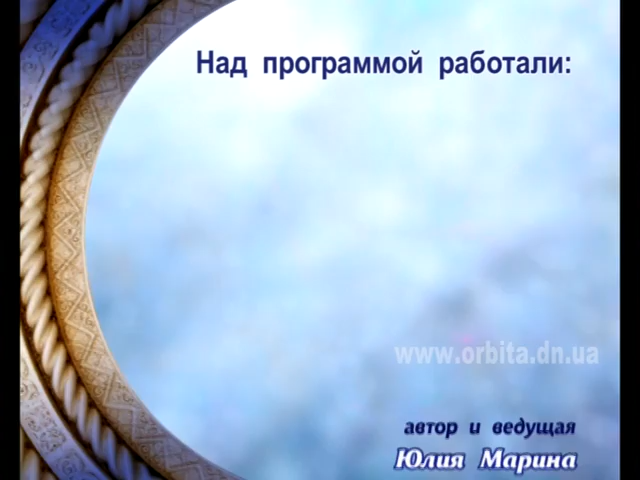 Над программой работали:
www.orbita.dn.ua
автор и ведущая
Юлия Марина